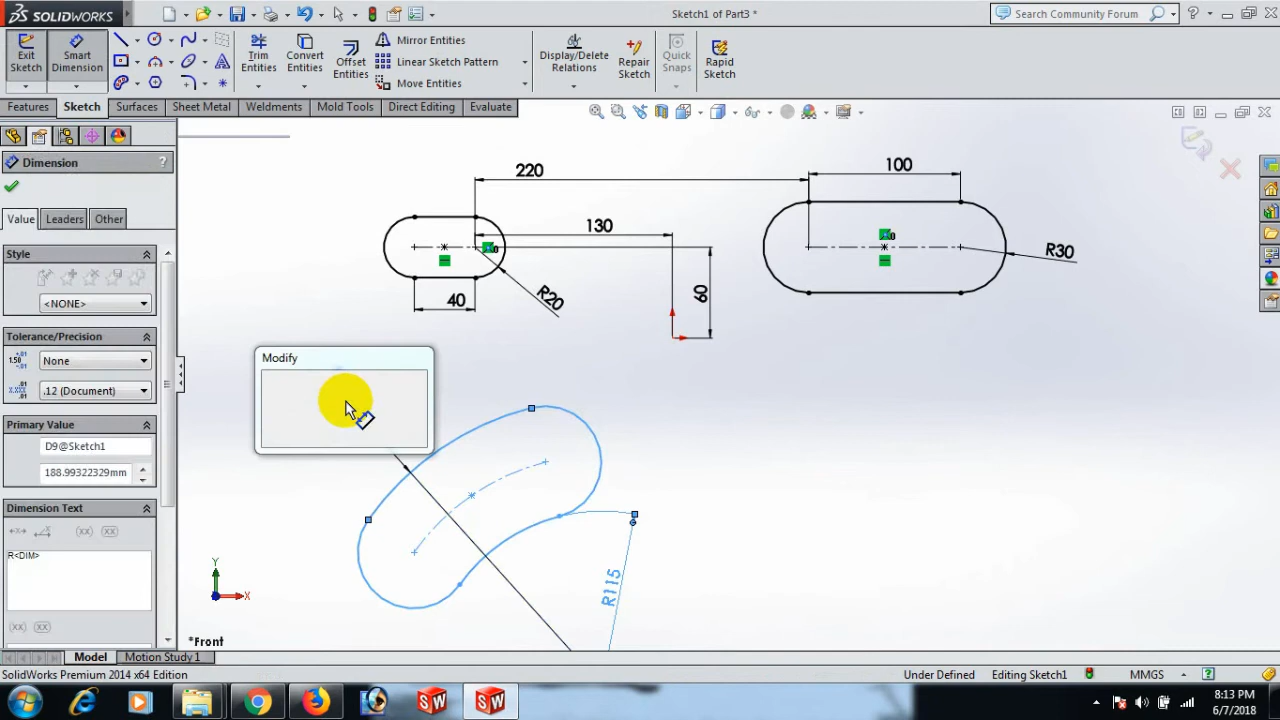 SOLIDWORKS
Sketch1 of Part3 *
Search Community Forum
Exit Sketch
Smart Dimension
Trim Entities
Convert Entities
Offset Entities
Mirror Entities
Linear Sketch Pattern
Move Entities
Display/Delete Relations
Repair Sketch
Quick Snaps
Rapid Sketch
Features Sketch Surfaces Sheet Metal Weldments Mold Tools Direct Editing Evaluate
Dimension ?
Value Leaders Other
Style
<NONE>
Tolerance/Precision
None
.12 (Document)
Primary Value
D9@Sketch1
188.99322329mm
Dimension Text
R<DIM>
220
100
130
60
R30
40
R20
Modify
R115
Y
X
*Front
Model Motion Study 1
SolidWorks Premium 2014 x64 Edition
Under Defined Editing Sketch1 MMGS
8:13 PM
6/7/2018